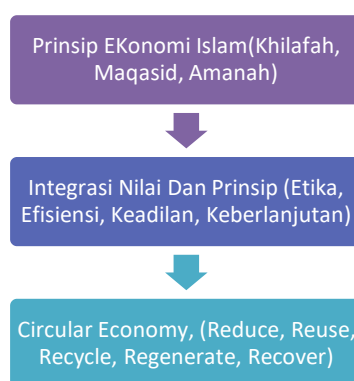 Prinsip EKonomi Islam(Khilafah,
Maqasid, Amanah)
Integrasi Nilai Dan Prinsip (Etika,
Efisiensi, Keadilan, Keberlanjutan)
Circular Economy, (Reduce, Reuse,
Recycle, Regenerate, Recover)